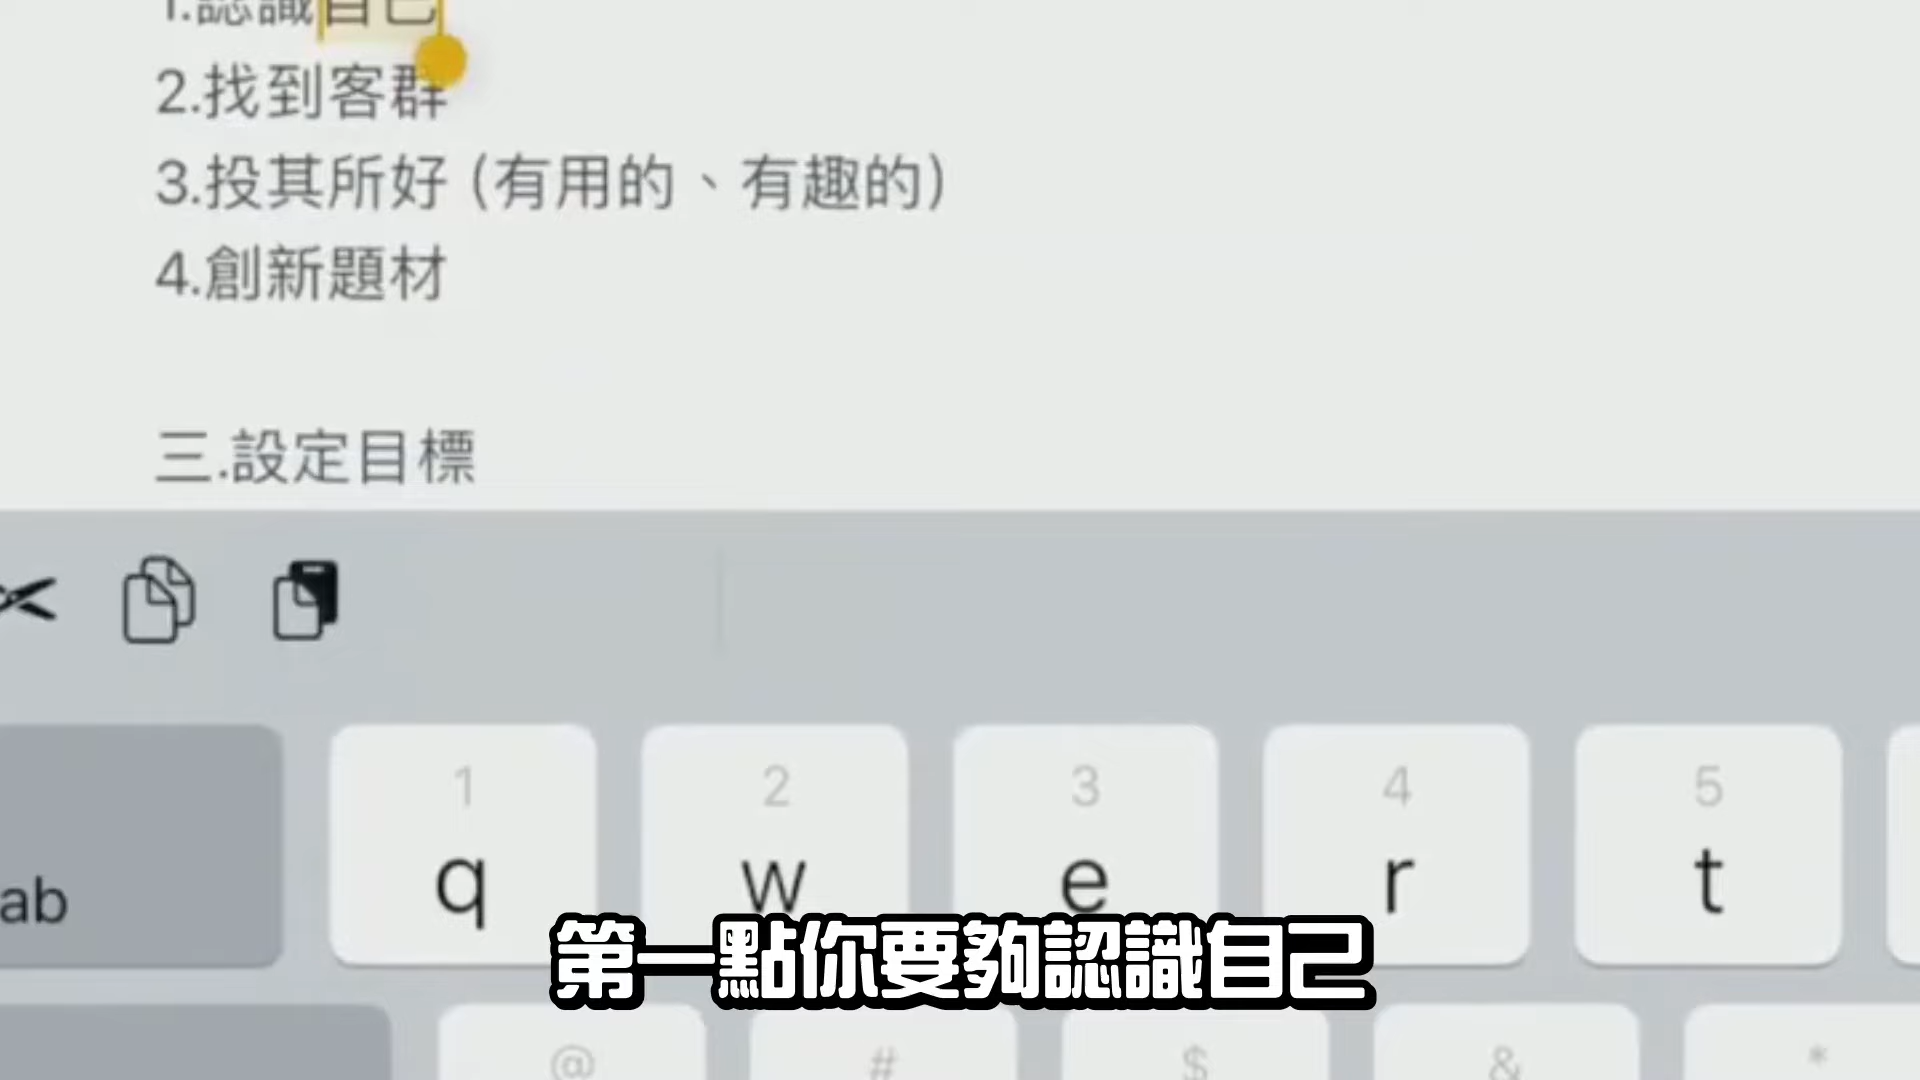 1.認識自己
2.找到客群
3.投其所好 (有用的、有趣的)
4.創新題材
三.設定目標
ab
1 2 3 4 5
q w e r t
第一點你要夠認識自己
@ # $ & *